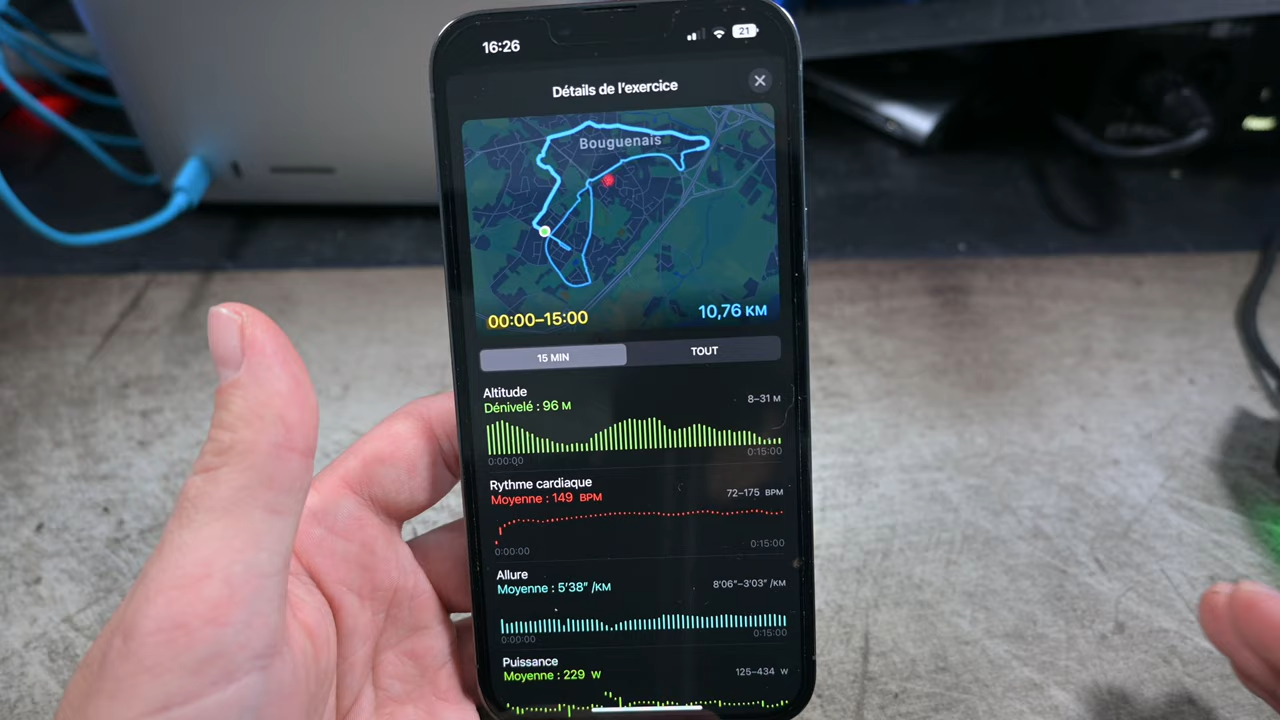 16:26
21
Détails de l'exercice
Bouguenais
00:00–15:00
10,76 KM
15 MIN
TOUT
Altitude
Dénivelé : 96 M
8–31 M
0:00:00
0:15:00
Rythme cardiaque
Moyenne : 149 BPM
72–175 BPM
0:00:00
0:15:00
Allure
Moyenne : 5'38" /KM
8'06"–3'03" /KM
0:00:00
0:15:00
Puissance
Moyenne : 229 W
125–434 W